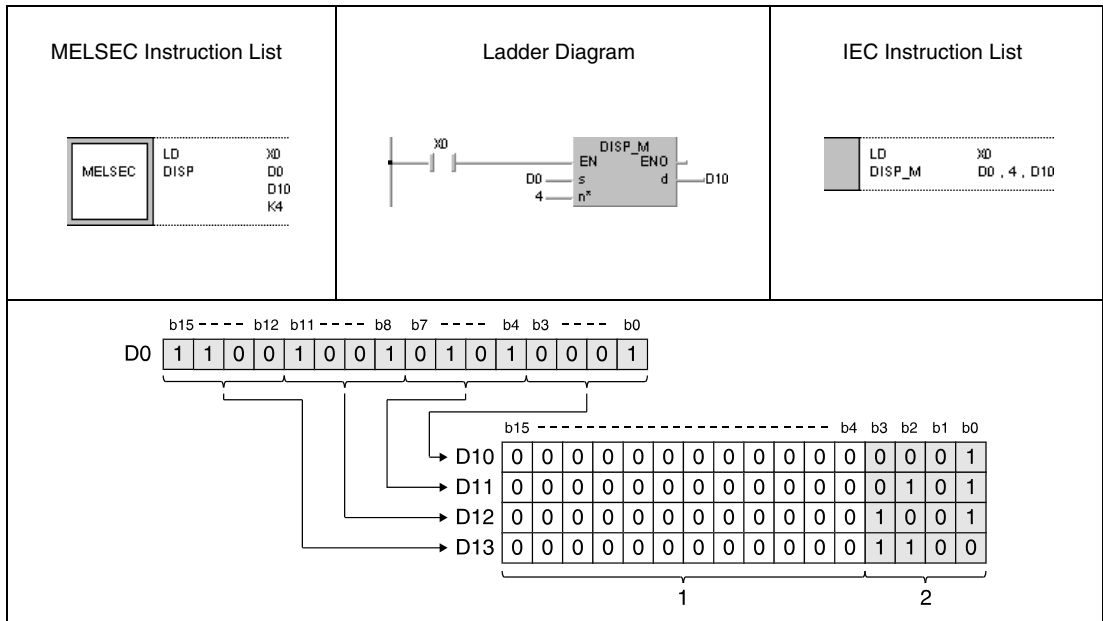 MELSEC Instruction List
Ladder Diagram
IEC Instruction List
MELSEC
LD X0
DISP D0
D10
K4
X0
DISP_M
EN ENO
D0 s d D10
4 n*
LD X0
DISP_M D0 , 4 , D10
b15 b12 b11 b8 b7 b4 b3 b0
D0 1 1 0 0 1 0 0 1 0 1 0 1 0 0 0 1
b15 b4 b3 b2 b1 b0
D10 0 0 0 0 0 0 0 0 0 0 0 0 0 0 0 1
D11 0 0 0 0 0 0 0 0 0 0 0 0 0 1 0 1
D12 0 0 0 0 0 0 0 0 0 0 0 0 1 0 0 1
D13 0 0 0 0 0 0 0 0 0 0 0 0 1 1 0 0
1 2